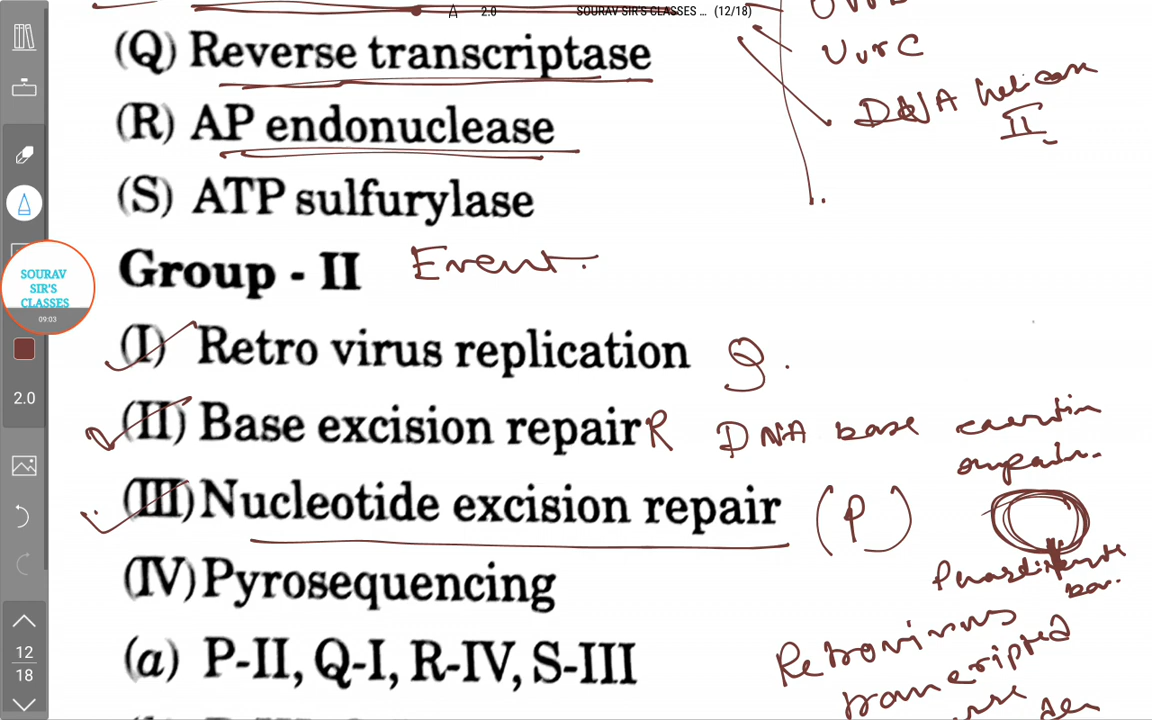 A 2.0 SOURAV SIR'S CLASSES ... (12/18)
(Q) Reverse transcriptase
UvrC
(R) AP endonuclease
DNA helicase
II
(S) ATP sulfurylase
Group - II Event.
SOURAV
SIR'S
CLASSES
09:03
(I) Retro virus replication Q.
2.0
(II) Base excision repair R DNA base
(III) Nucleotide excision repair (P)
(IV) Pyrosequencing
12
18
Retrovirus
(a) P-II, Q-I, R-IV, S-III